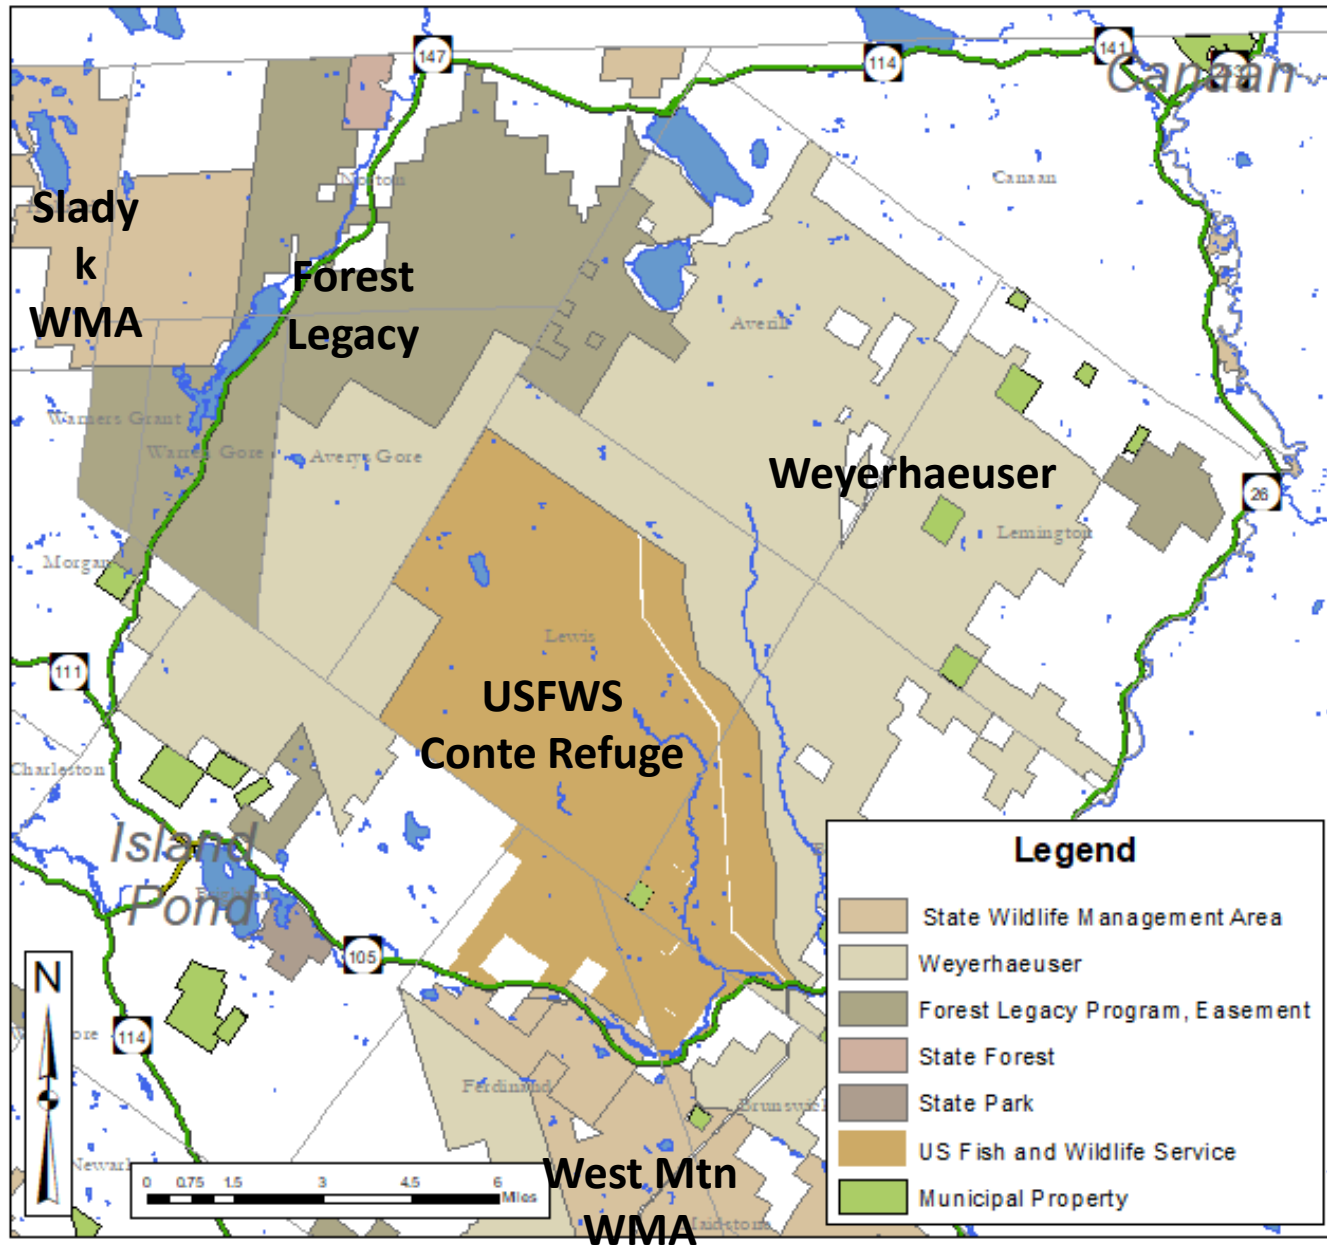 147
114
141
253
Canaan
Canaan
Norton
Slady
k
WMA
Forest
Legacy
Averill
Warners Grant
Warren Gore
Averys Gore
Weyerhaeuser
26
Lemington
Morgan
Lewis
111
USFWS
Conte Refuge
Charleston
Island
Pond
105
N
114
ore
Ferdinand
Brunswick
Newark
West Mtn
WMA
Maidstone
0 0.75 1.5 3 4.5 6
Miles
Legend
State Wildlife Management Area
Weyerhaeuser
Forest Legacy Program, Easement
State Forest
State Park
US Fish and Wildlife Service
Municipal Property